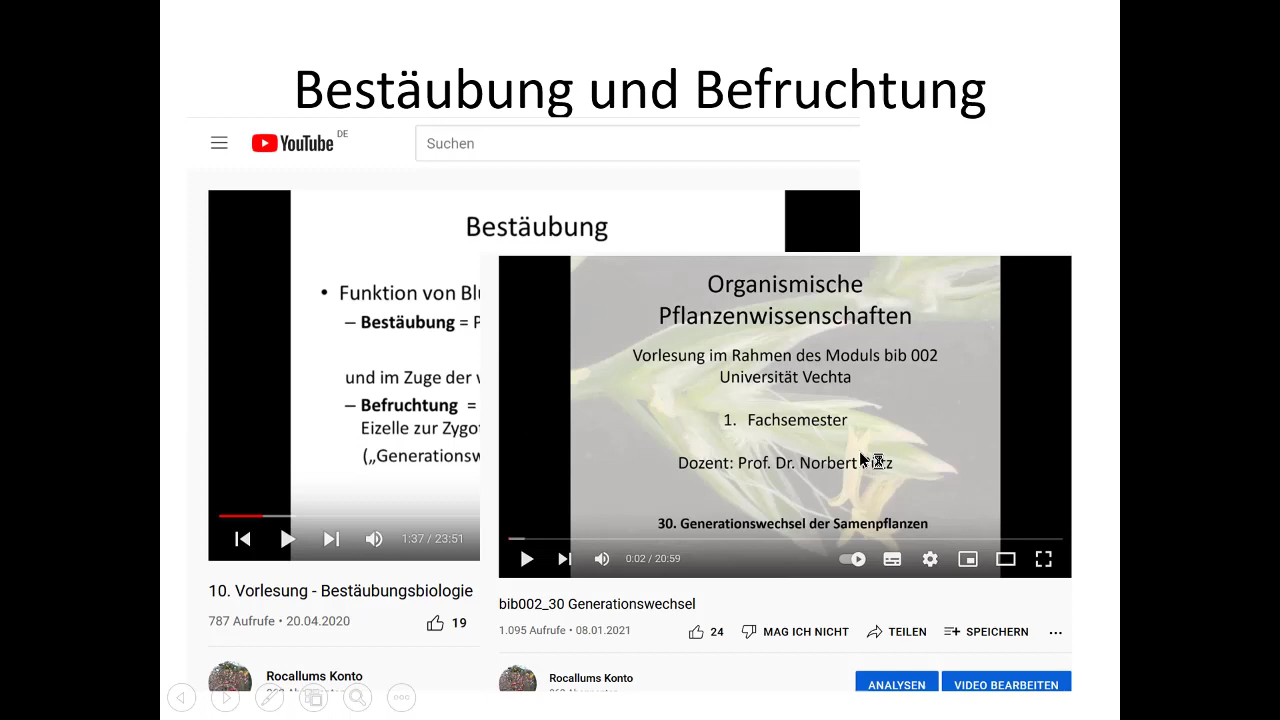 Bestäubung und Befruchtung
YouTube DE
Suchen
Bestäubung
• Funktion von Bl
– Bestäubung = P
und im Zuge der
– Befruchtung =
Eizelle zur Zygo
(„Generationsw
1:37 / 23:51
10. Vorlesung - Bestäubungsbiologie
787 Aufrufe • 20.04.2020
19
Rocallums Konto
Organismische
Pflanzenwissenschaften
Vorlesung im Rahmen des Moduls bib 002
Universität Vechta
1. Fachsemester
Dozent: Prof. Dr. Norbert
30. Generationswechsel der Samenpflanzen
0:02 / 20:59
bib002_30 Generationswechsel
1.095 Aufrufe • 08.01.2021
24 MAG ICH NICHT TEILEN SPEICHERN
Rocallums Konto
ANALYSEN VIDEO BEARBEITEN